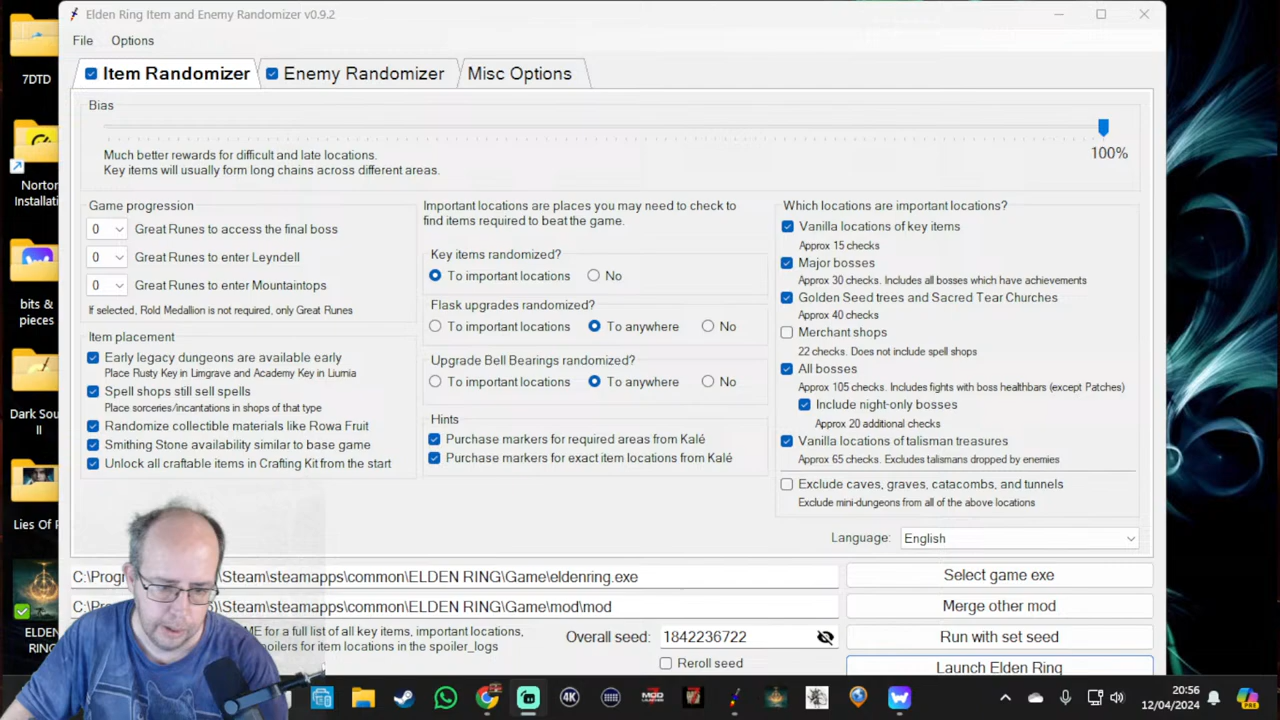 Elden Ring Item and Enemy Randomizer v0.9.2
File Options
Item Randomizer Enemy Randomizer Misc Options
Bias
Much better rewards for difficult and late locations.
Key items will usually form long chains across different areas.
100%
Game progression
0 Great Runes to access the final boss
0 Great Runes to enter Leyndell
0 Great Runes to enter Mountaintops
If selected, Rold Medallion is not required, only Great Runes
Item placement
Early legacy dungeons are available early
Place Rusty Key in Limgrave and Academy Key in Liurnia
Spell shops still sell spells
Place sorceries/incantations in shops of that type
Randomize collectible materials like Rowa Fruit
Smithing Stone availability similar to base game
Unlock all craftable items in Crafting Kit from the start
Important locations are places you may need to check to
find items required to beat the game.
Key items randomized?
To important locations No
Flask upgrades randomized?
To important locations To anywhere No
Upgrade Bell Bearings randomized?
To important locations To anywhere No
Hints
Purchase markers for required areas from Kalé
Purchase markers for exact item locations from Kalé
Which locations are important locations?
Vanilla locations of key items
Approx 15 checks
Major bosses
Approx 30 checks. Includes all bosses which have achievements
Golden Seed trees and Sacred Tear Churches
Approx 40 checks
Merchant shops
22 checks. Does not include spell shops
All bosses
Approx 105 checks. Includes fights with boss healthbars (except Patches)
Include night-only bosses
Approx 20 additional checks
Vanilla locations of talisman treasures
Approx 65 checks. Excludes talismans dropped by enemies
Exclude caves, graves, catacombs, and tunnels
Exclude mini-dungeons from all of the above locations
Language: English
C:\Prog Steam\steamapps\common\ELDEN RING\Game\eldenring.exe
Select game exe
C:\Prog Steam\steamapps\common\ELDEN RING\Game\mod\mod
Merge other mod
ME for a full list of all key items, important locations,
oilers for item locations in the spoiler_logs
Overall seed: 1842236722
Run with set seed
Reroll seed
Launch Elden Ring
7DTD
Norton
Installati
bits &
pieces
Dark Sou
II
Lies Of P
ELDEN
RING
4K
PRE
20:56
12/04/2024